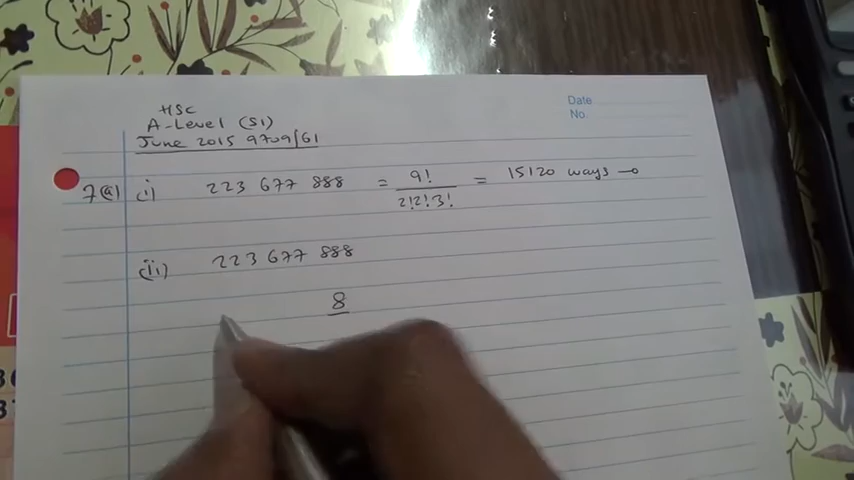 HSC
A-Level (S1)
June 2015 9709/61
Date
No.
7(a) (i) 223 677 888 = 9! / 2!2!3! = 15120 ways
(ii) 223 677 888
8